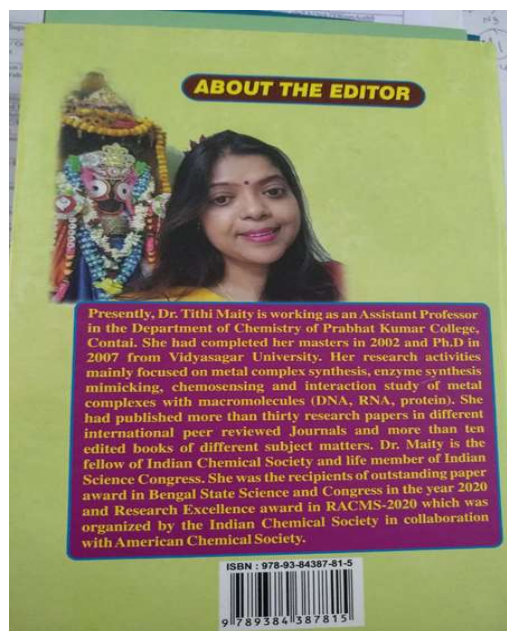 ABOUT THE EDITOR
Presently, Dr. Tithi Maity is working as an Assistant Professor
in the Department of Chemistry of Prabhat Kumar College,
Contai. She had completed her masters in 2002 and Ph.D in
2007 from Vidyasagar University. Her research activities
mainly focused on metal complex synthesis, enzyme synthesis
mimicking, chemosensing and interaction study of metal
complexes with macromolecules (DNA, RNA, protein). She
had published more than thirty research papers in different
international peer reviewed Journals and more than ten
edited books of different subject matters. Dr. Maity is the
fellow of Indian Chemical Society and life member of Indian
Science Congress. She was the recipients of outstanding paper
award in Bengal State Science and Congress in the year 2020
and Research Excellence award in RACMS-2020 which was
organized by the Indian Chemical Society in collaboration
with American Chemical Society.
ISBN : 978-93-84387-81-5
9 789384 387815